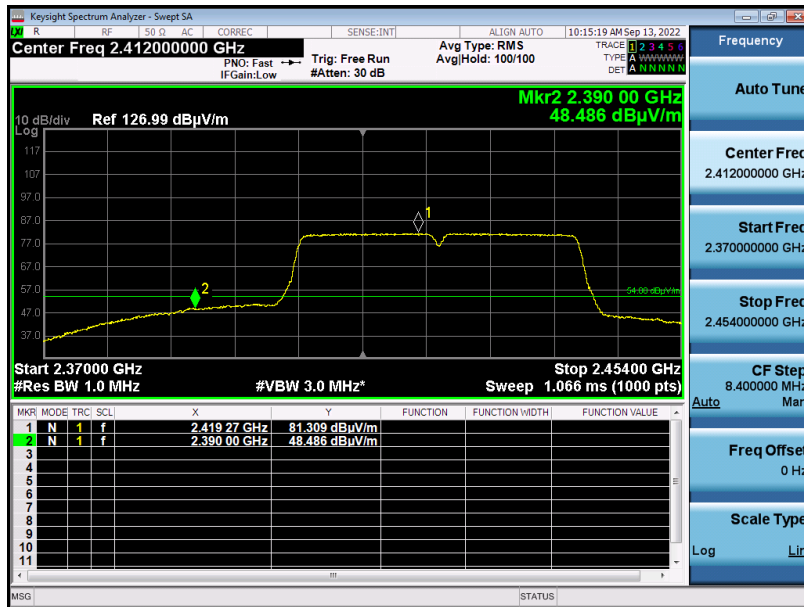 Keysight Spectrum Analyzer - Swept SA
LXI R RF 50 Ω AC CORREC SENSE:INT ALIGN AUTO 10:15:19 AM Sep 13, 2022
Center Freq 2.412000000 GHz
PNO: Fast
IFGain:Low
Trig: Free Run
#Atten: 30 dB
Avg Type: RMS
Avg|Hold: 100/100
TRACE 1 2 3 4 5 6
TYPE A WWWWW
DET A N N N N N
Mkr2 2.390 00 GHz
48.486 dBµV/m
10 dB/div
Log
Ref 126.99 dBµV/m
117
107
97.0
87.0
77.0
67.0
57.0
47.0
37.0
1
2
54.00 dBµV/m
Start 2.37000 GHz
Stop 2.45400 GHz
#Res BW 1.0 MHz
#VBW 3.0 MHz*
Sweep 1.066 ms (1000 pts)
MKR MODE TRC SCL X Y FUNCTION FUNCTION WIDTH FUNCTION VALUE
1 N 1 f 2.419 27 GHz 81.309 dBµV/m
2 N 1 f 2.390 00 GHz 48.486 dBµV/m
3
4
5
6
7
8
9
10
11
MSG
STATUS
Frequency
Auto Tune
Center Freq
2.412000000 GHz
Start Freq
2.370000000 GHz
Stop Freq
2.454000000 GHz
CF Step
8.400000 MHz
Auto Man
Freq Offset
0 Hz
Scale Type
Log Lin